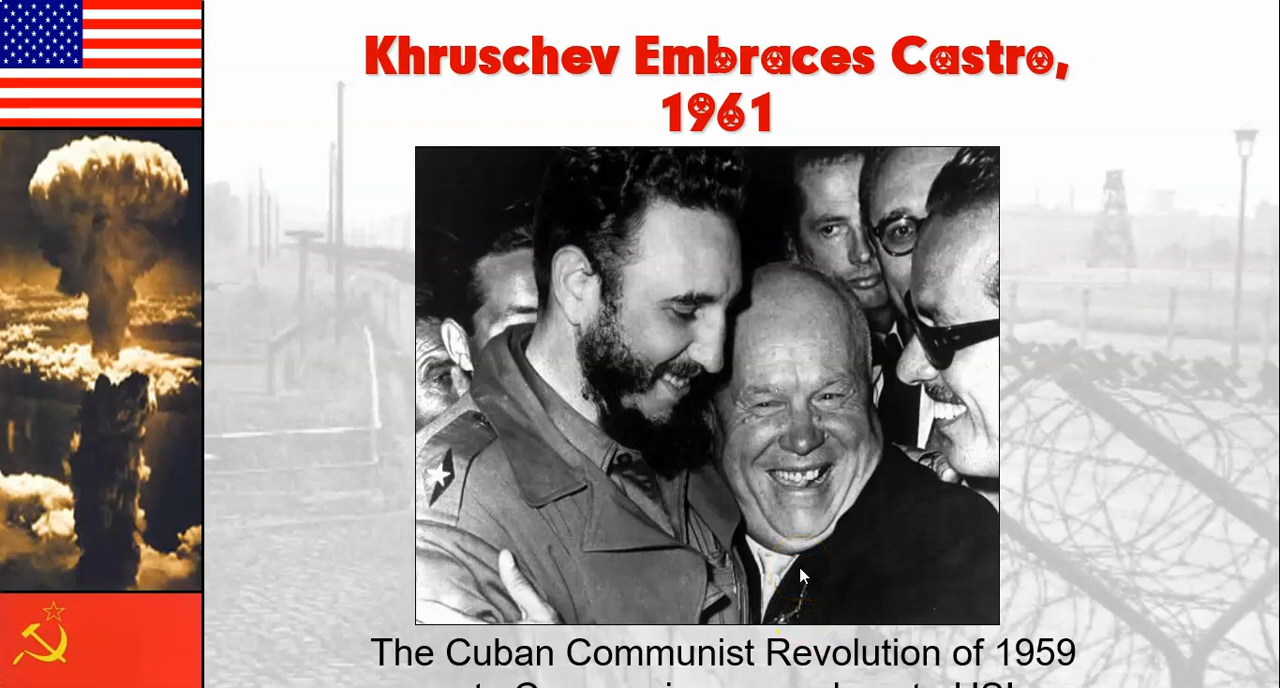 Khruschev Embraces Castro,
1961
The Cuban Communist Revolution of 1959